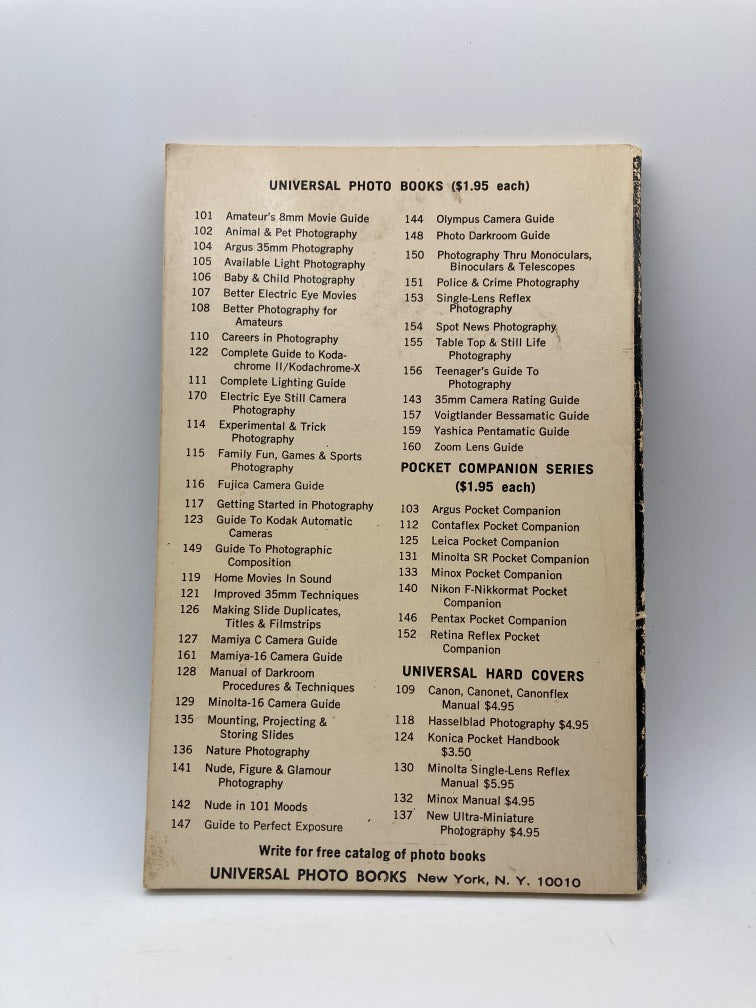 UNIVERSAL PHOTO BOOKS ($1.95 each)
101 Amateur's 8mm Movie Guide
102 Animal & Pet Photography
104 Argus 35mm Photography
105 Available Light Photography
106 Baby & Child Photography
107 Better Electric Eye Movies
108 Better Photography for
Amateurs
110 Careers in Photography
122 Complete Guide to Koda-
chrome II/Kodachrome-X
111 Complete Lighting Guide
170 Electric Eye Still Camera
Photography
114 Experimental & Trick
Photography
115 Family Fun, Games & Sports
Photography
116 Fujica Camera Guide
117 Getting Started in Photography
123 Guide To Kodak Automatic
Cameras
149 Guide To Photographic
Composition
119 Home Movies In Sound
121 Improved 35mm Techniques
126 Making Slide Duplicates,
Titles & Filmstrips
127 Mamiya C Camera Guide
161 Mamiya-16 Camera Guide
128 Manual of Darkroom
Procedures & Techniques
129 Minolta-16 Camera Guide
135 Mounting, Projecting &
Storing Slides
136 Nature Photography
141 Nude, Figure & Glamour
Photography
142 Nude in 101 Moods
147 Guide to Perfect Exposure
144 Olympus Camera Guide
148 Photo Darkroom Guide
150 Photography Thru Monoculars,
Binoculars & Telescopes
151 Police & Crime Photography
153 Single-Lens Reflex
Photography
154 Spot News Photography
155 Table Top & Still Life
Photography
156 Teenager's Guide To
Photography
143 35mm Camera Rating Guide
157 Voigtlander Bessamatic Guide
159 Yashica Pentamatic Guide
160 Zoom Lens Guide
POCKET COMPANION SERIES
($1.95 each)
103 Argus Pocket Companion
112 Contaflex Pocket Companion
125 Leica Pocket Companion
131 Minolta SR Pocket Companion
133 Minox Pocket Companion
140 Nikon F-Nikkormat Pocket
Companion
146 Pentax Pocket Companion
152 Retina Reflex Pocket
Companion
UNIVERSAL HARD COVERS
109 Canon, Canonet, Canonflex
Manual $4.95
118 Hasselblad Photography $4.95
124 Konica Pocket Handbook
$3.50
130 Minolta Single-Lens Reflex
Manual $5.95
132 Minox Manual $4.95
137 New Ultra-Miniature
Photography $4.95
Write for free catalog of photo books
UNIVERSAL PHOTO BOOKS New York, N. Y. 10010